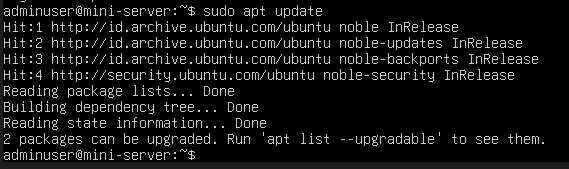 adminuser@mini-server:~$ sudo apt update
Hit:1 http://id.archive.ubuntu.com/ubuntu noble InRelease
Hit:2 http://id.archive.ubuntu.com/ubuntu noble-updates InRelease
Hit:3 http://id.archive.ubuntu.com/ubuntu noble-backports InRelease
Hit:4 http://security.ubuntu.com/ubuntu noble-security InRelease
Reading package lists... Done
Building dependency tree... Done
Reading state information... Done
2 packages can be upgraded. Run 'apt list --upgradable' to see them.
adminuser@mini-server:~$